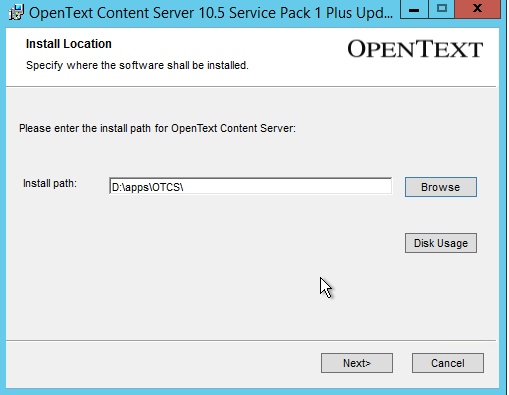 OpenText Content Server 10.5 Service Pack 1 Plus Upd...
Install Location
Specify where the software shall be installed.
OPENTEXT
Please enter the install path for OpenText Content Server:
Install path:
D:\apps\OTCS\
Browse
Disk Usage
Next>
Cancel